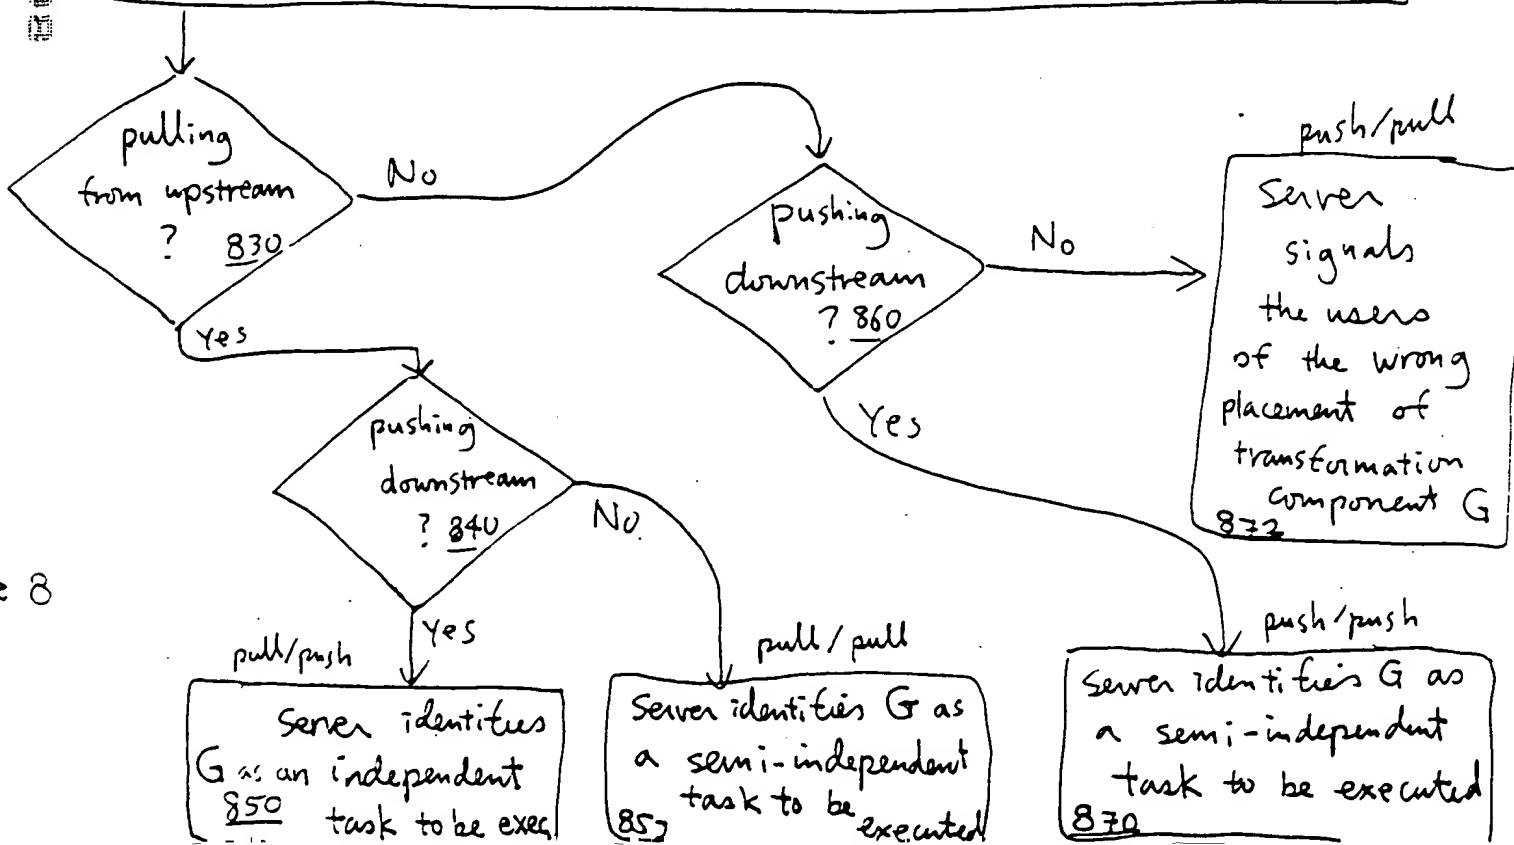 pulling
from upstream
? 830
No
Yes
pushing
downstream
? 860
No
Yes
push/pull
Server
signals
the users
of the wrong
placement of
transformation
component G
872
pushing
downstream
? 840
No
Yes
8
pull/push
Server identifies
G as an independent
850 task to be exec
pull/pull
Server identifies G as
a semi-independent
task to be
executed
852
push/push
Server identifies G as
a semi-independent
task to be executed
870